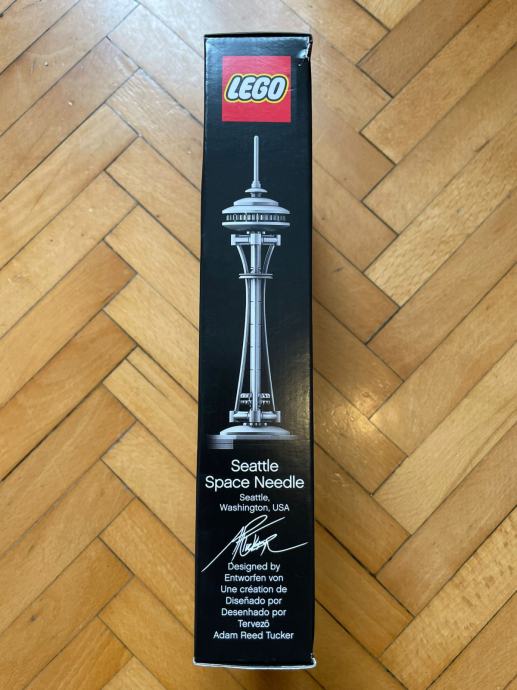 LEGO
Seattle
Space Needle
Seattle,
Washington, USA
Designed by
Entworfen von
Une création de
Diseñado por
Desenhado por
Tervező
Adam Reed Tucker